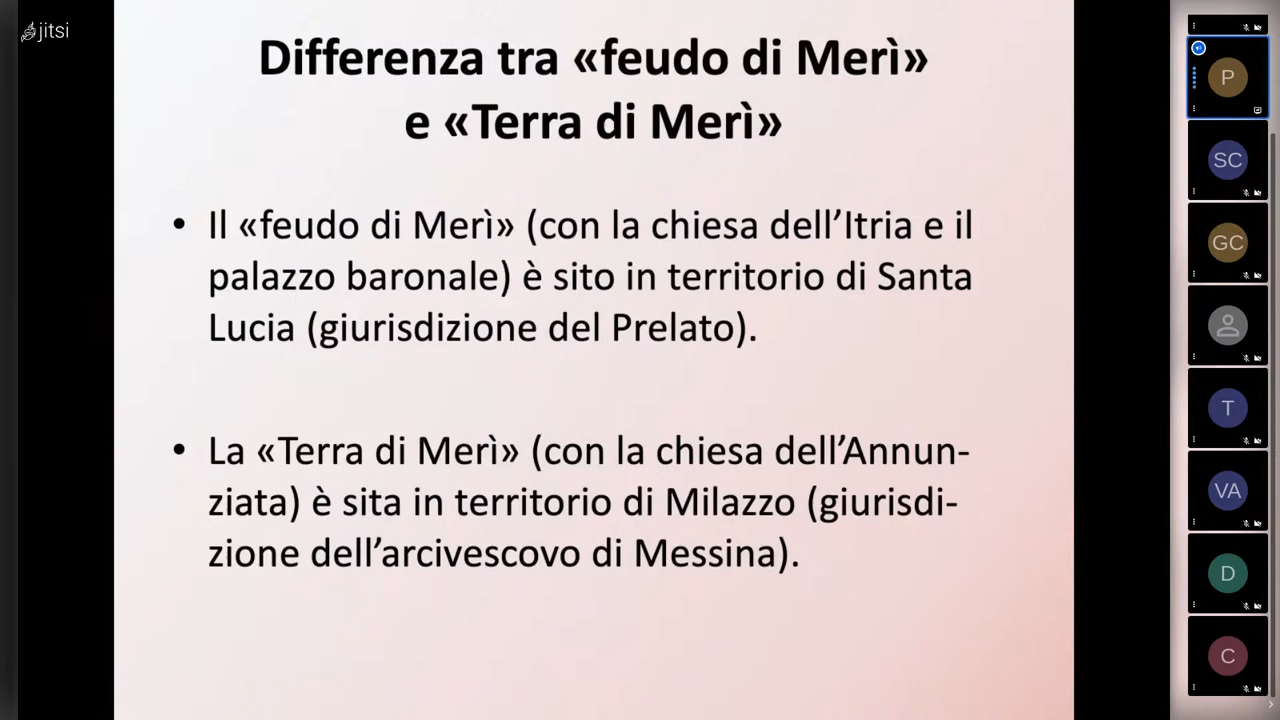 jitsi
Differenza tra «feudo di Merì»
e «Terra di Merì»
• Il «feudo di Merì» (con la chiesa dell’Itria e il
palazzo baronale) è sito in territorio di Santa
Lucia (giurisdizione del Prelato).
• La «Terra di Merì» (con la chiesa dell’Annun-
ziata) è sita in territorio di Milazzo (giurisdi-
zione dell’arcivescovo di Messina).
P
SC
GC
T
VA
D
C